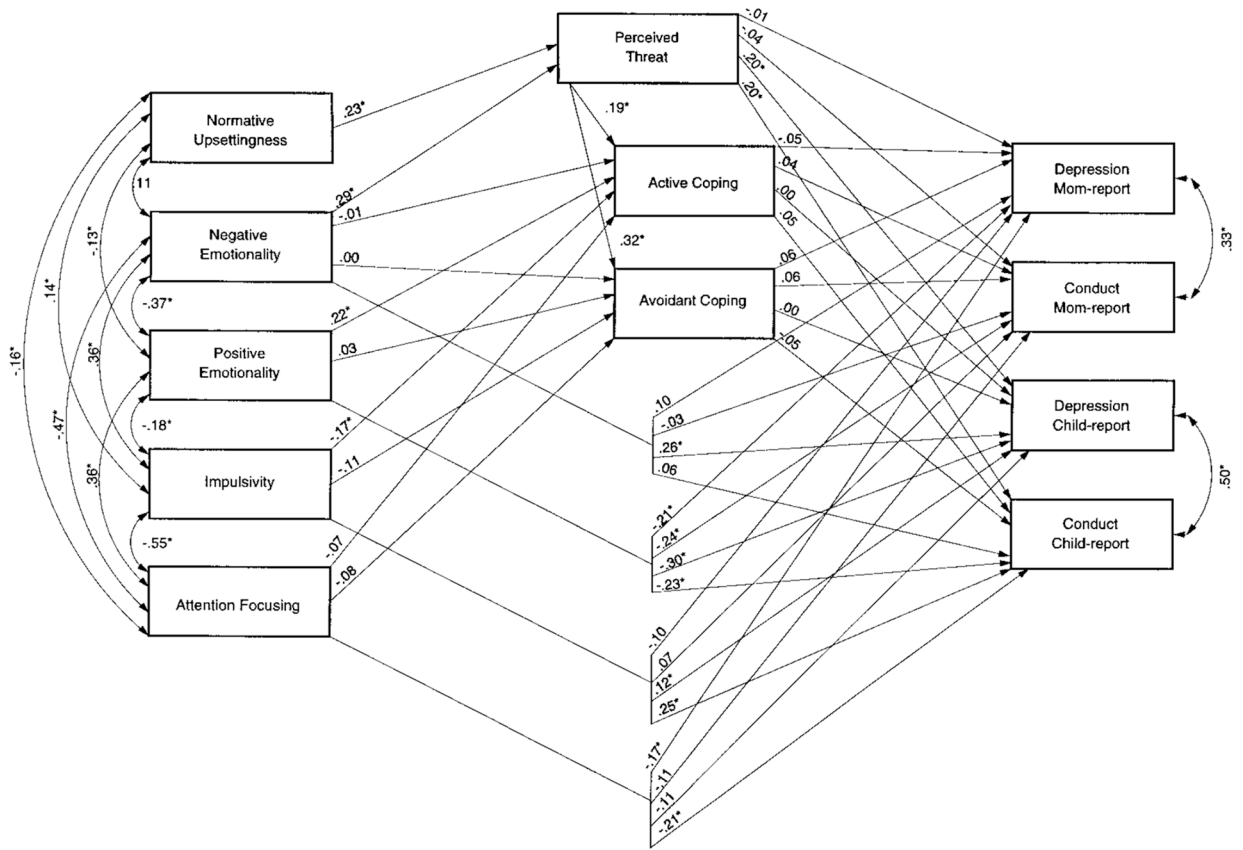 Perceived
Threat
-.01
-.04
.20*
.20*
Normative
Upsettingness
.23*
.19*
Active Coping
-.05
.04
.00
.05
Depression
Mom-report
.11
-.13*
.14*
-.16*
Negative
Emotionality
.29*
-.01
.00
.32*
Avoidant Coping
.06
.06
.00
-.05
Conduct
Mom-report
.33*
-.37*
.36*
-.47*
Positive
Emotionality
.22*
.03
.10
-.03
.26*
.06
Depression
Child-report
-.18*
.36*
Impulsivity
-.17*
-.11
-.21*
-.24*
-.30*
-.23*
Conduct
Child-report
.50*
-.55*
Attention Focusing
-.07
-.08
-.10
.07
.12*
.25*
-.17*
-.11
-.11
-.21*